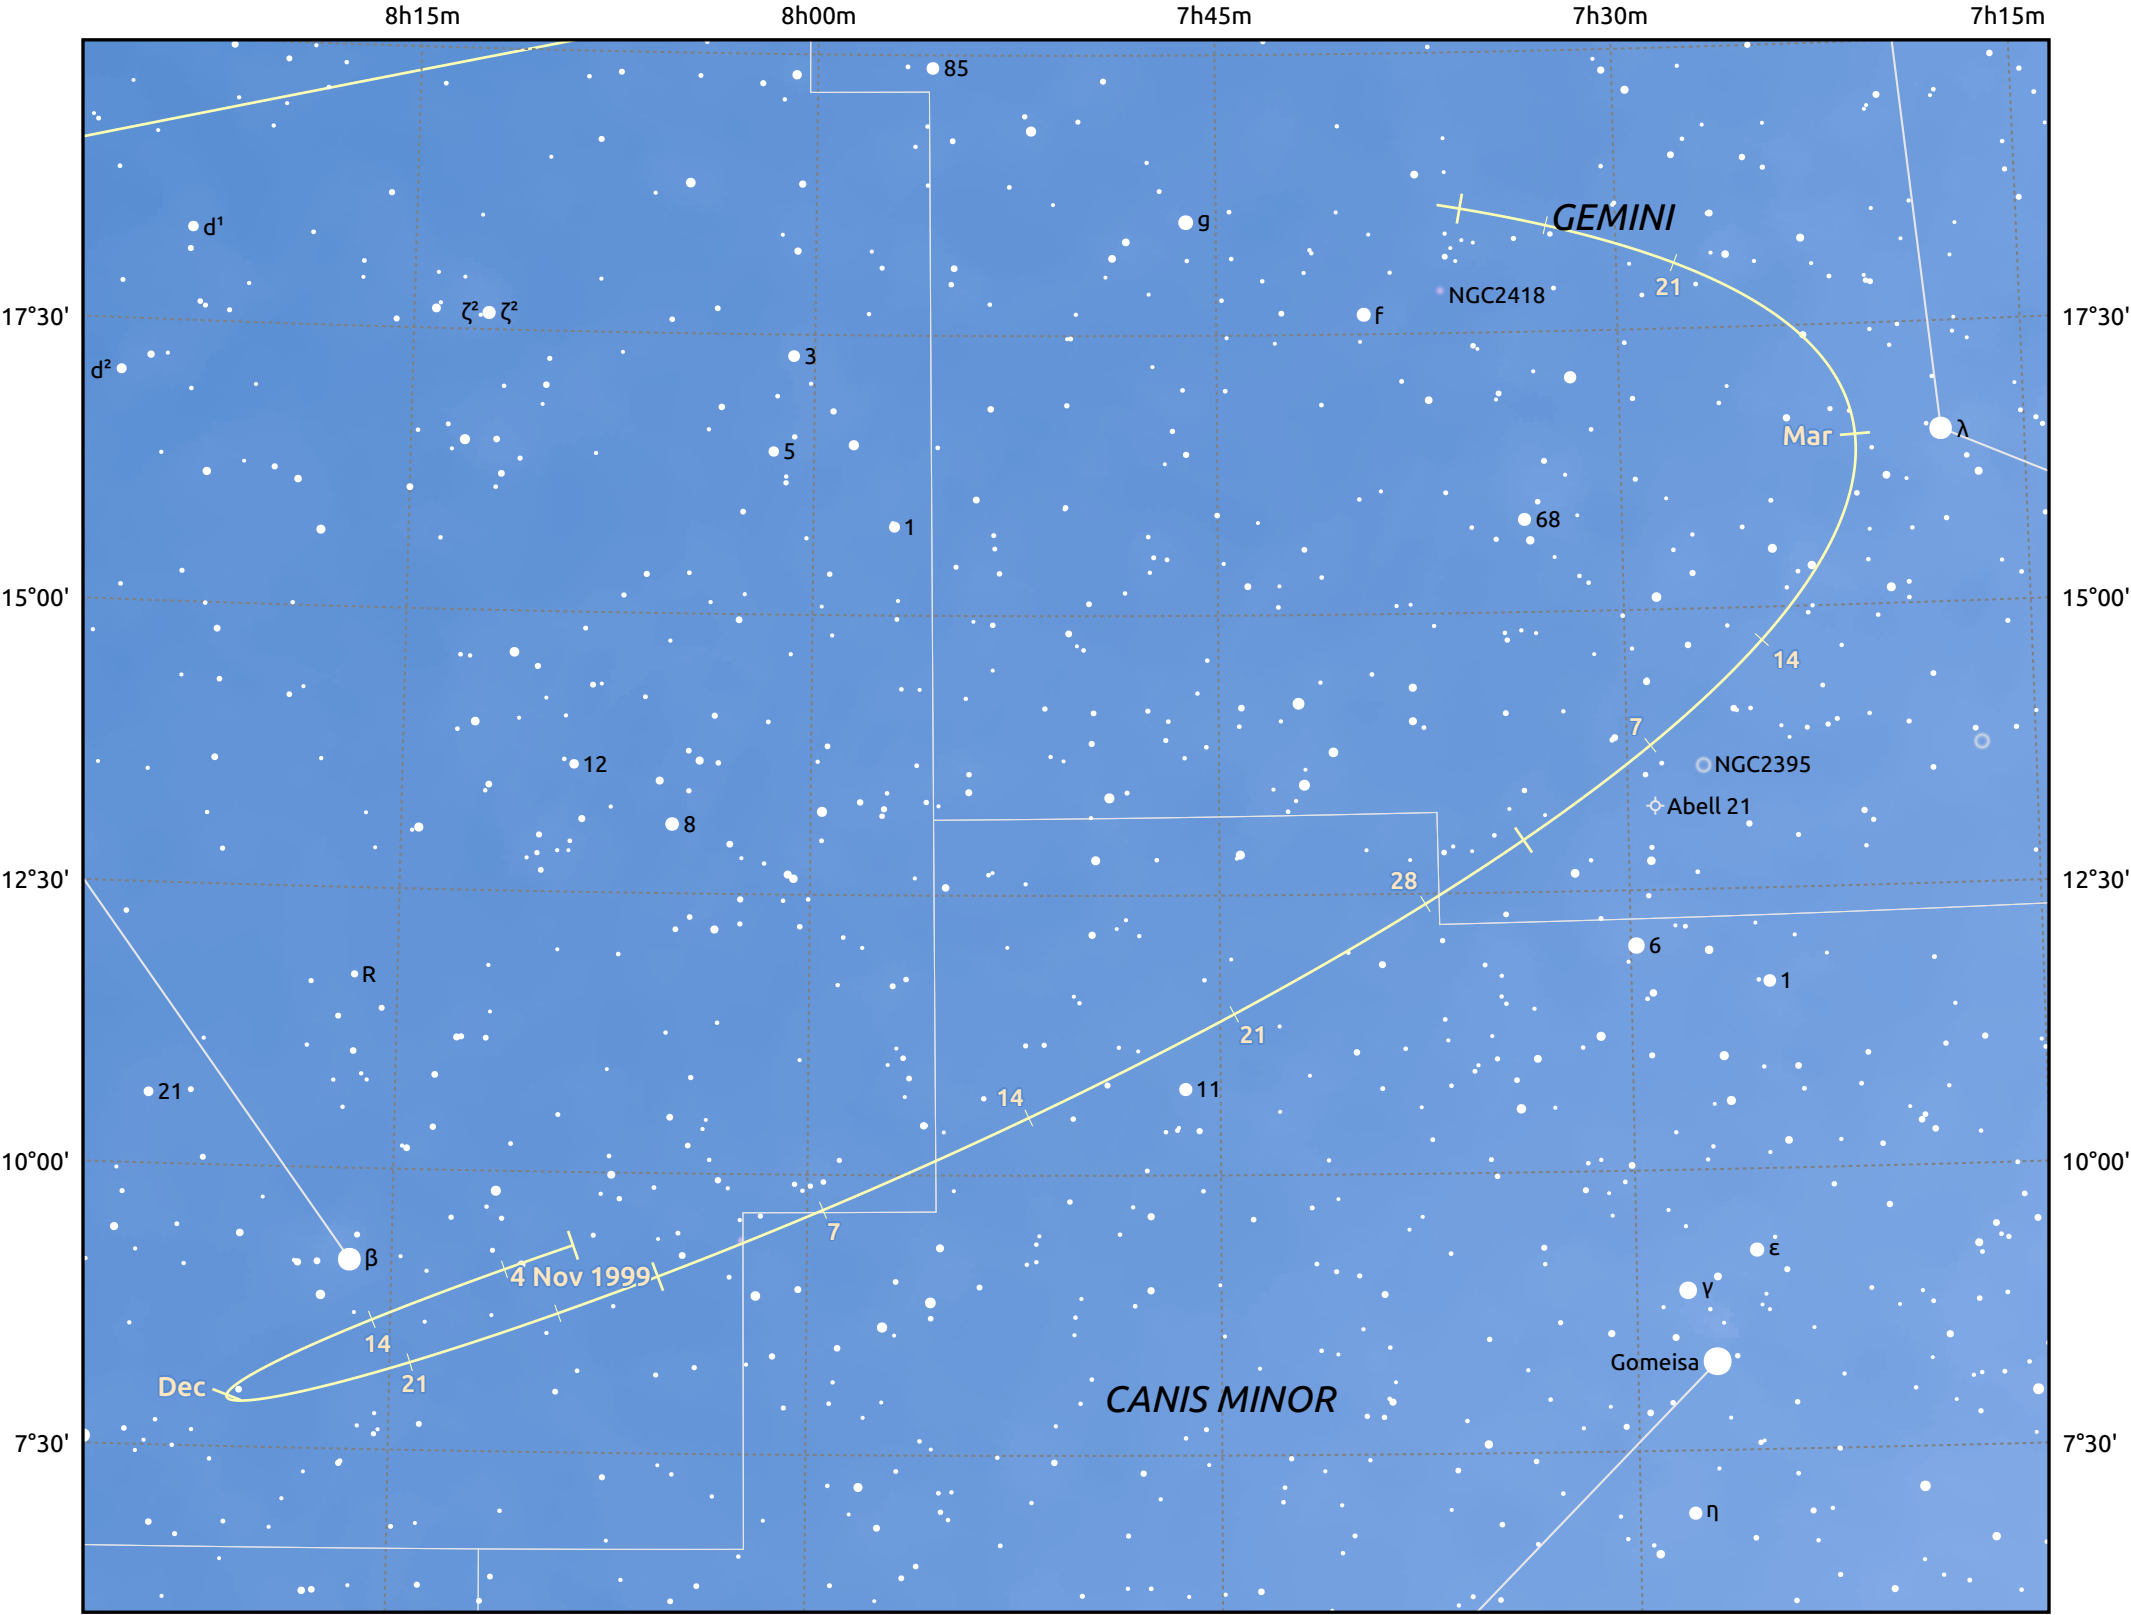 8h15m 8h00m 7h45m 7h30m 7h15m
85
d¹ g GEMINI
21
NGC2418
17°30' ζ² ζ² f 17°30'
3
d²
Mar λ
5
1 68
15°00' 15°00'
14
7
12 NGC2395
8 Abell 21
12°30' 28 12°30'
6
R 1
21
21 14 11
10°00' 10°00'
7
β 4 Nov 1999 ε
γ
14 Gomeisa
Dec 21 CANIS MINOR
7°30' 7°30'
η